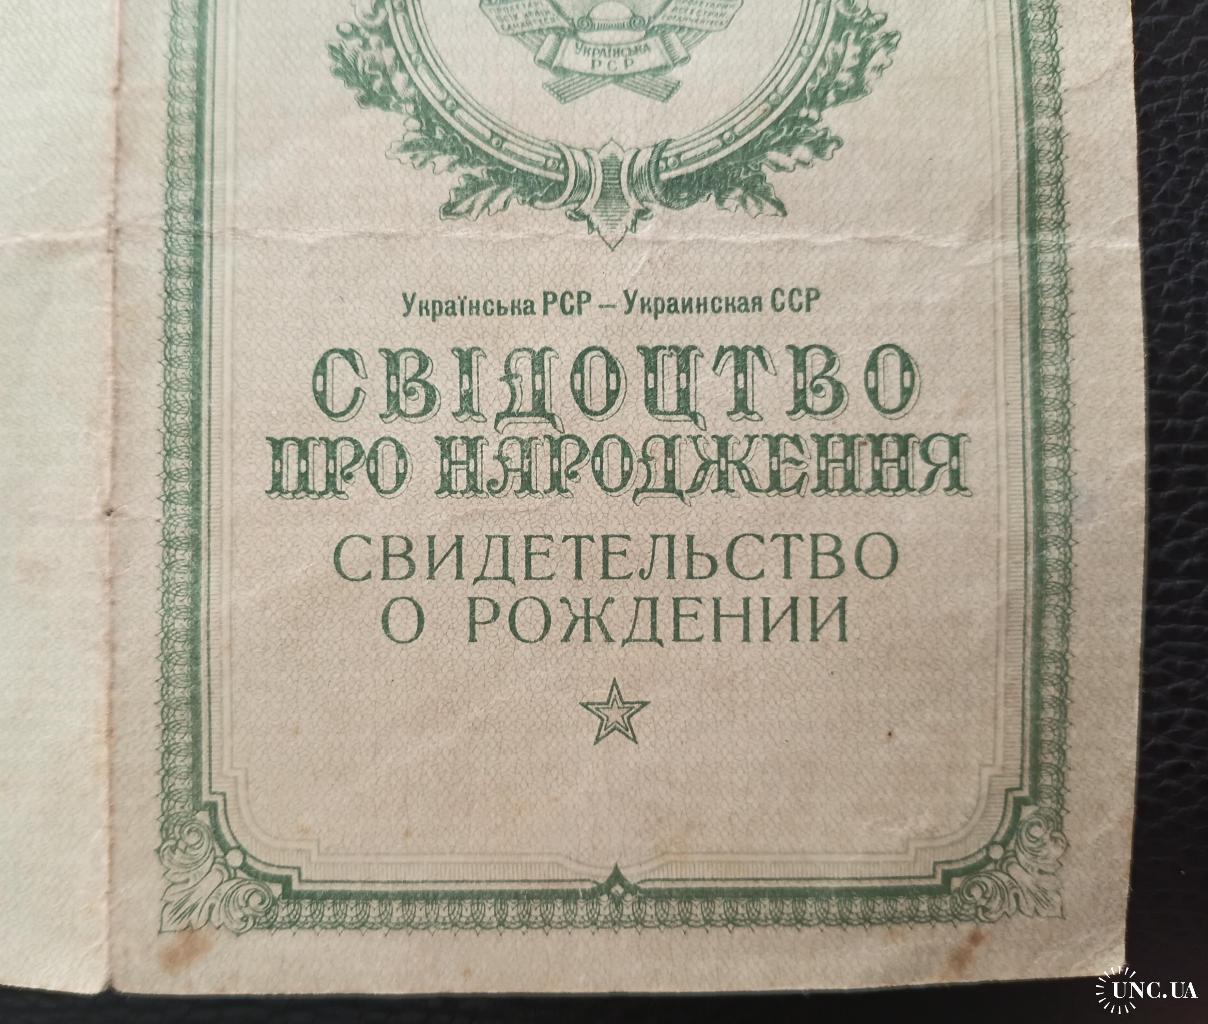 УКРАЇНСЬКА
РСР
Українська РСР – Украинская ССР
СВІДОЦТВО
ПРО НАРОДЖЕННЯ
СВИДЕТЕЛЬСТВО
О РОЖДЕНИИ
UNC.UA